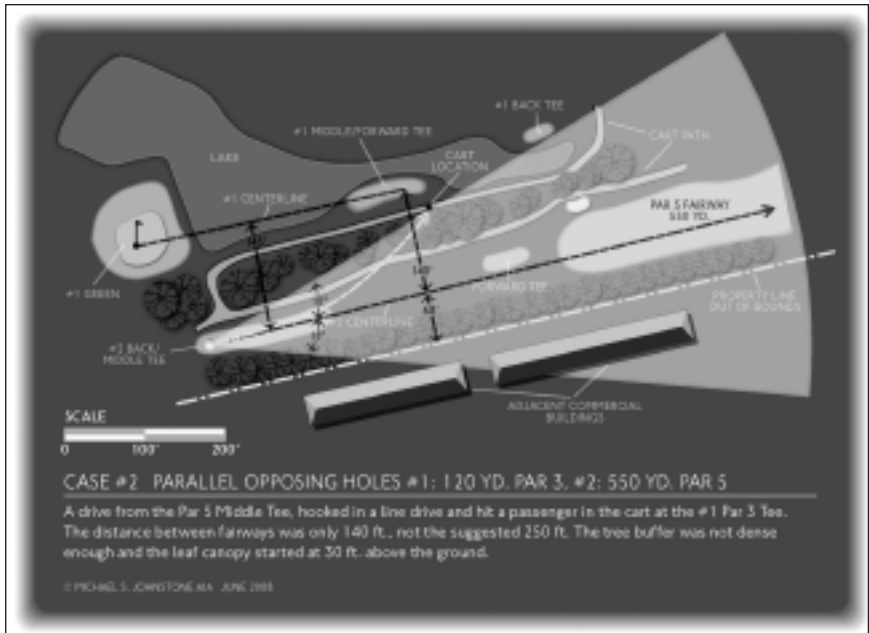 #1 BACK TEE
#1 MIDDLE/FORWARD TEE
CART PATH
LAKE
CART
LOCATION
#1 CENTERLINE
PAR 5 FAIRWAY
550 YD.
140'
#1 GREEN
FORWARD TEE
PROPERTY LINE
OUT OF BOUNDS
#2 CENTERLINE
#2 BACK/
MIDDLE TEE
ADJACENT COMMERCIAL
BUILDINGS
SCALE
0 100' 200'
CASE #2 PARALLEL OPPOSING HOLES #1: 120 YD. PAR 3, #2: 550 YD. PAR 5
A drive from the Par 5 Middle Tee, hooked in a line drive and hit a passenger in the cart at the #1 Par 3 Tee.
The distance between fairways was only 140 ft., not the suggested 250 ft. The tree buffer was not dense
enough and the leaf canopy started at 30 ft. above the ground.
© MICHAEL S. JOHNSTONE AIA JUNE 2008